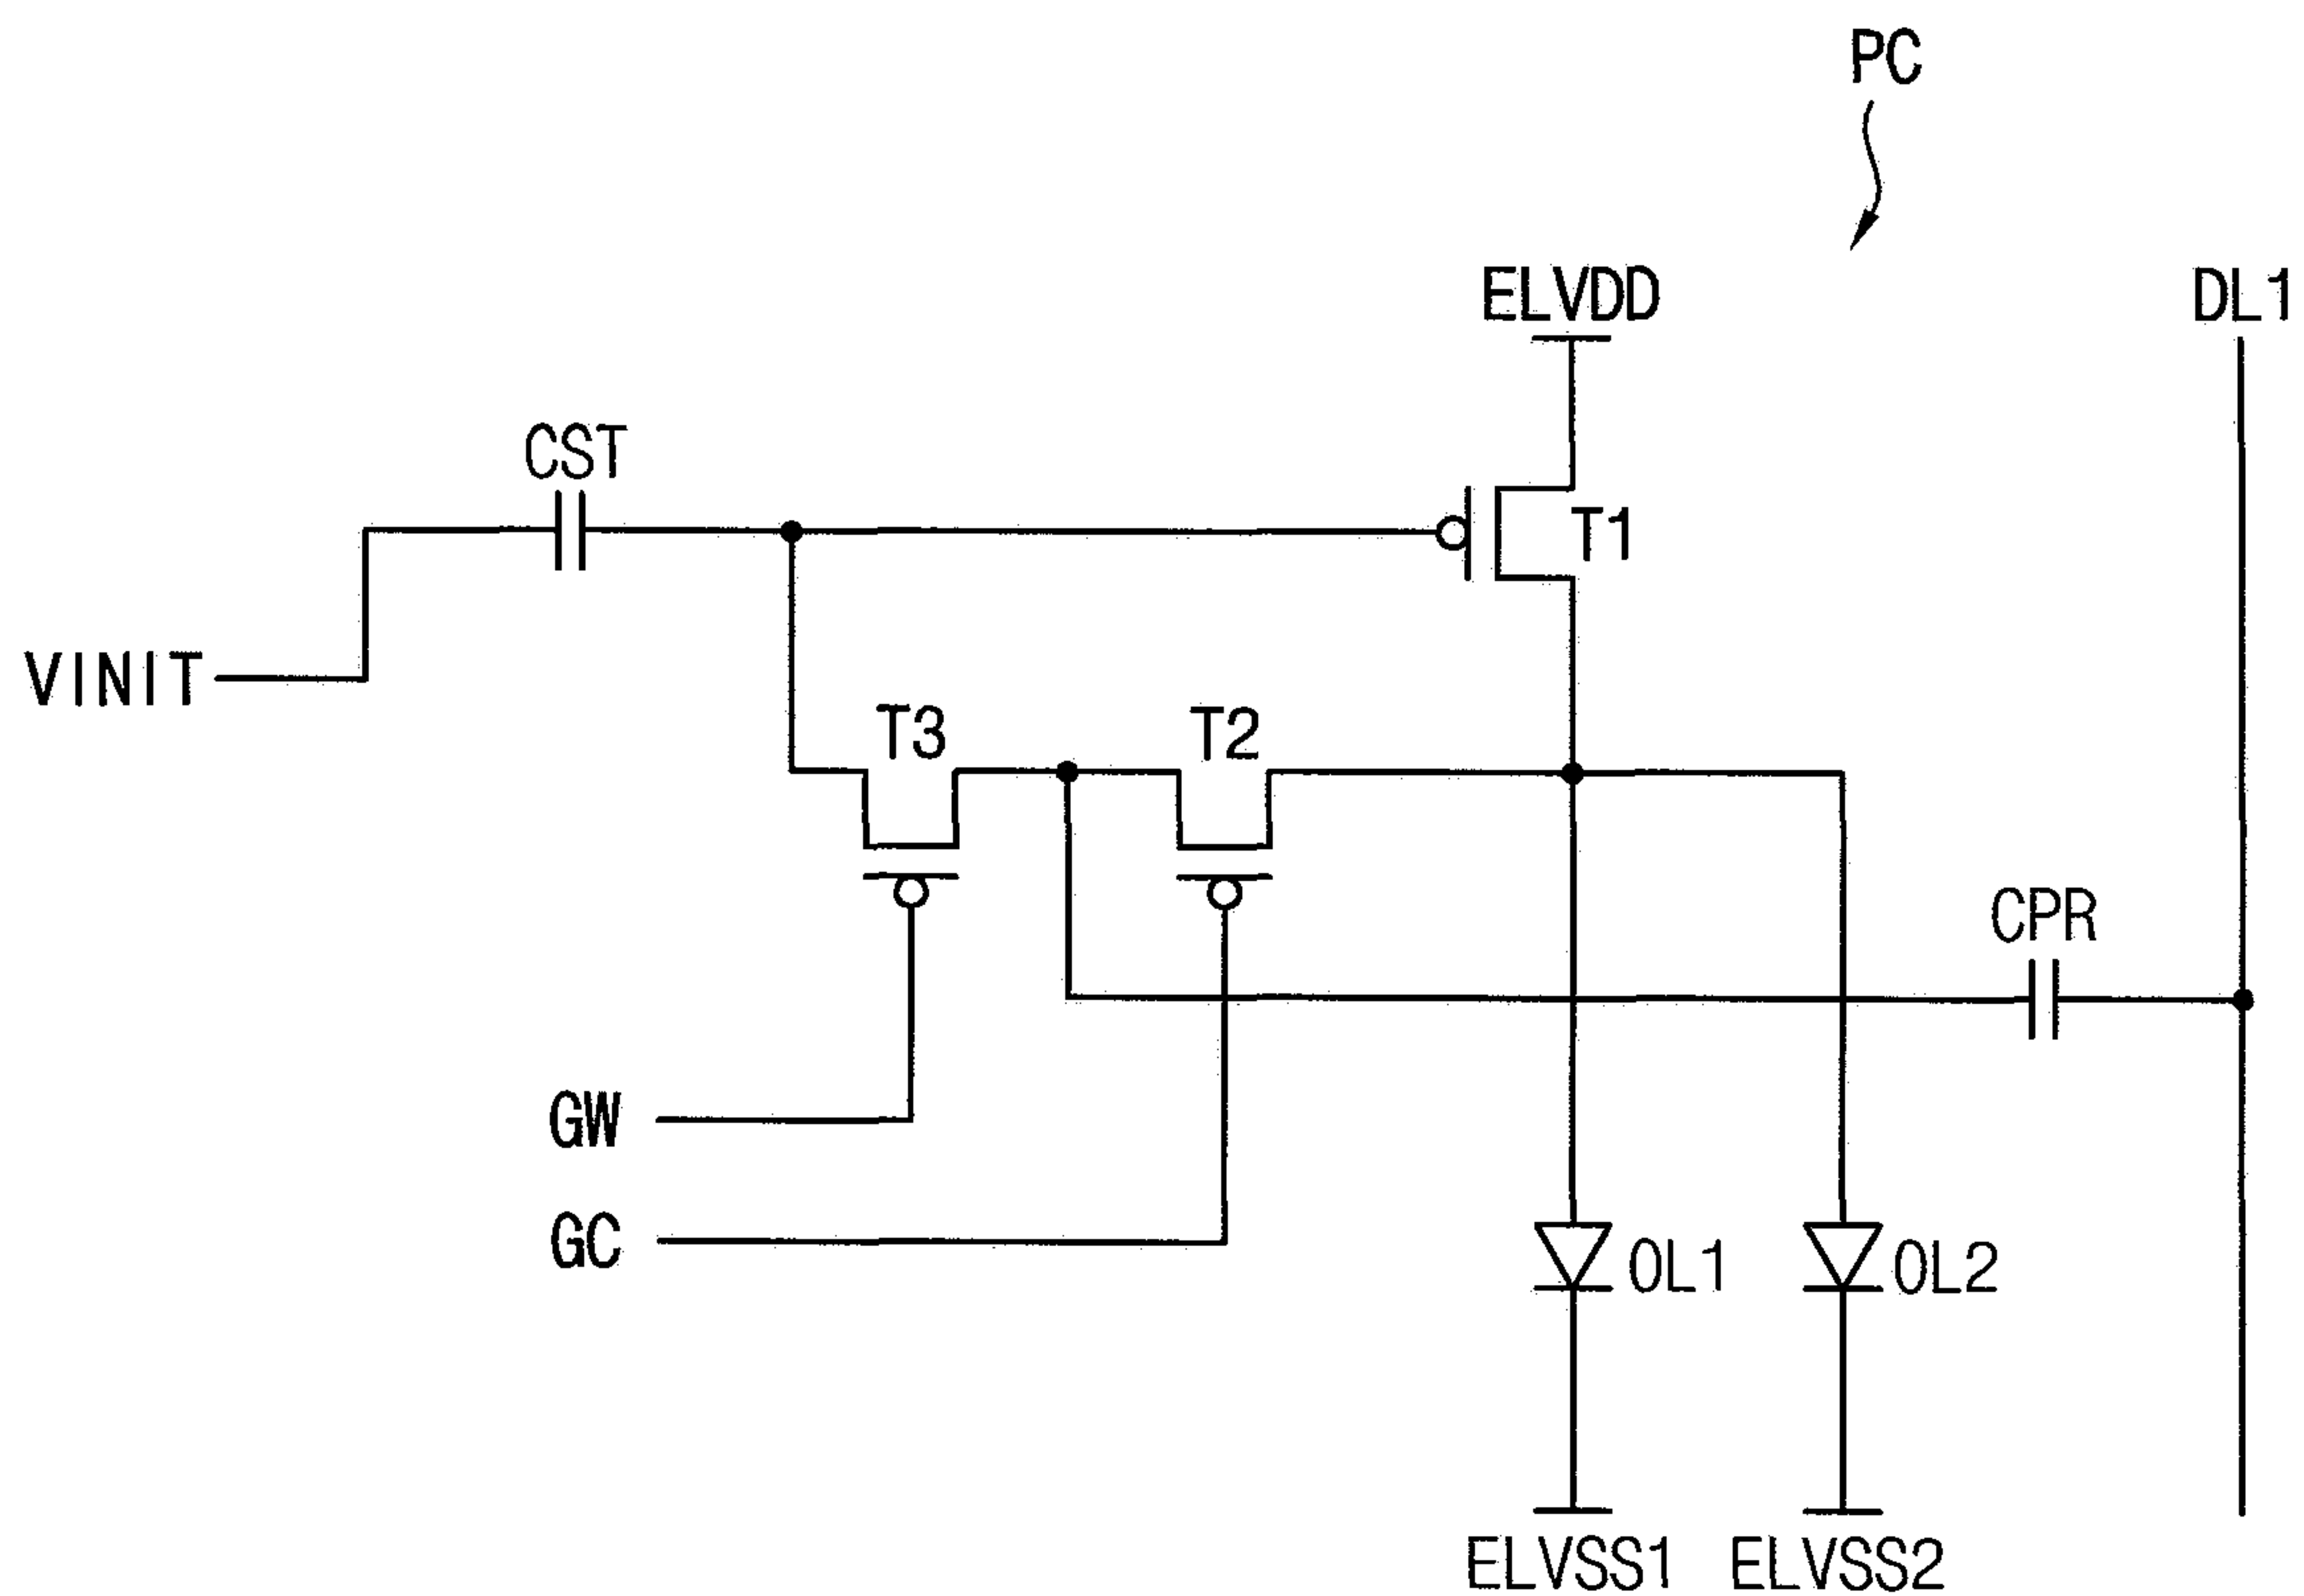 PC
ELVDD
DL1
CST
T1
VINIT
T3
T2
CPR
GW
GC
OL1
OL2
ELVSS1
ELVSS2